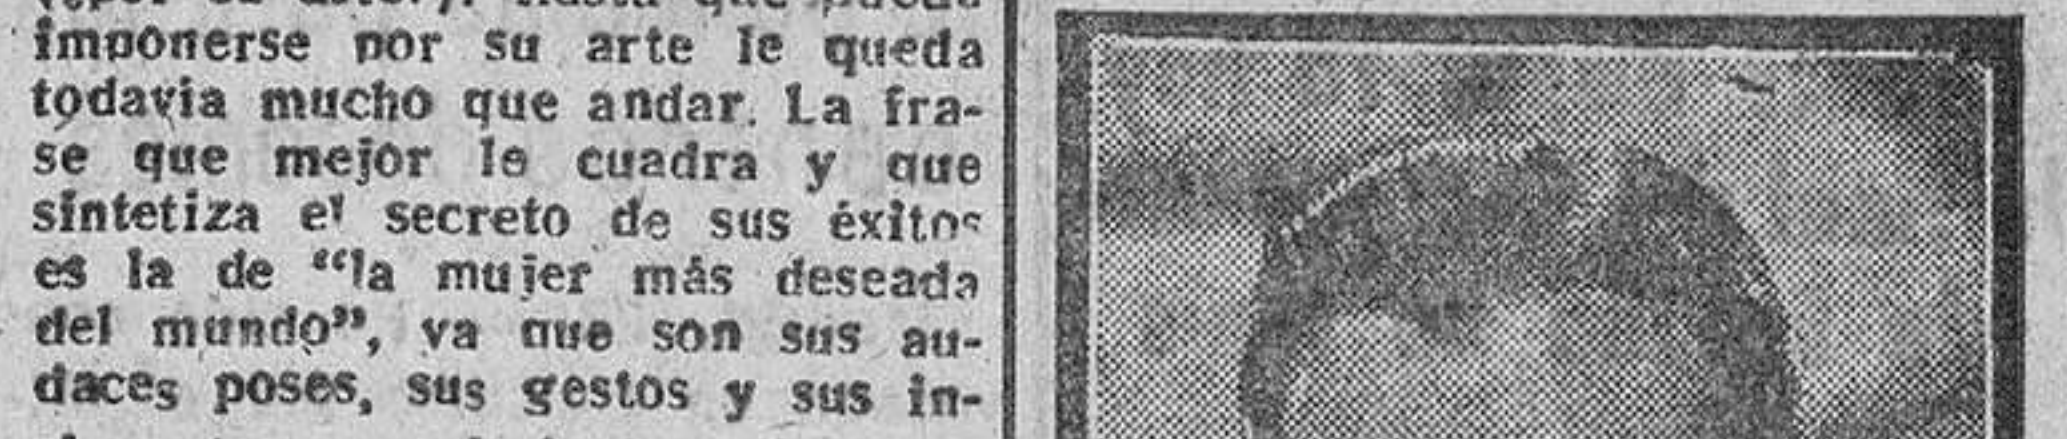 imponerse por su arte le queda
todavia mucho que andar. La fra-
se que mejor le cuadra y que
sintetiza el secreto de sus éxitos
es la de “la mujer más deseada
del mundo”, ya que son sus au-
daces poses, sus gestos y sus in-